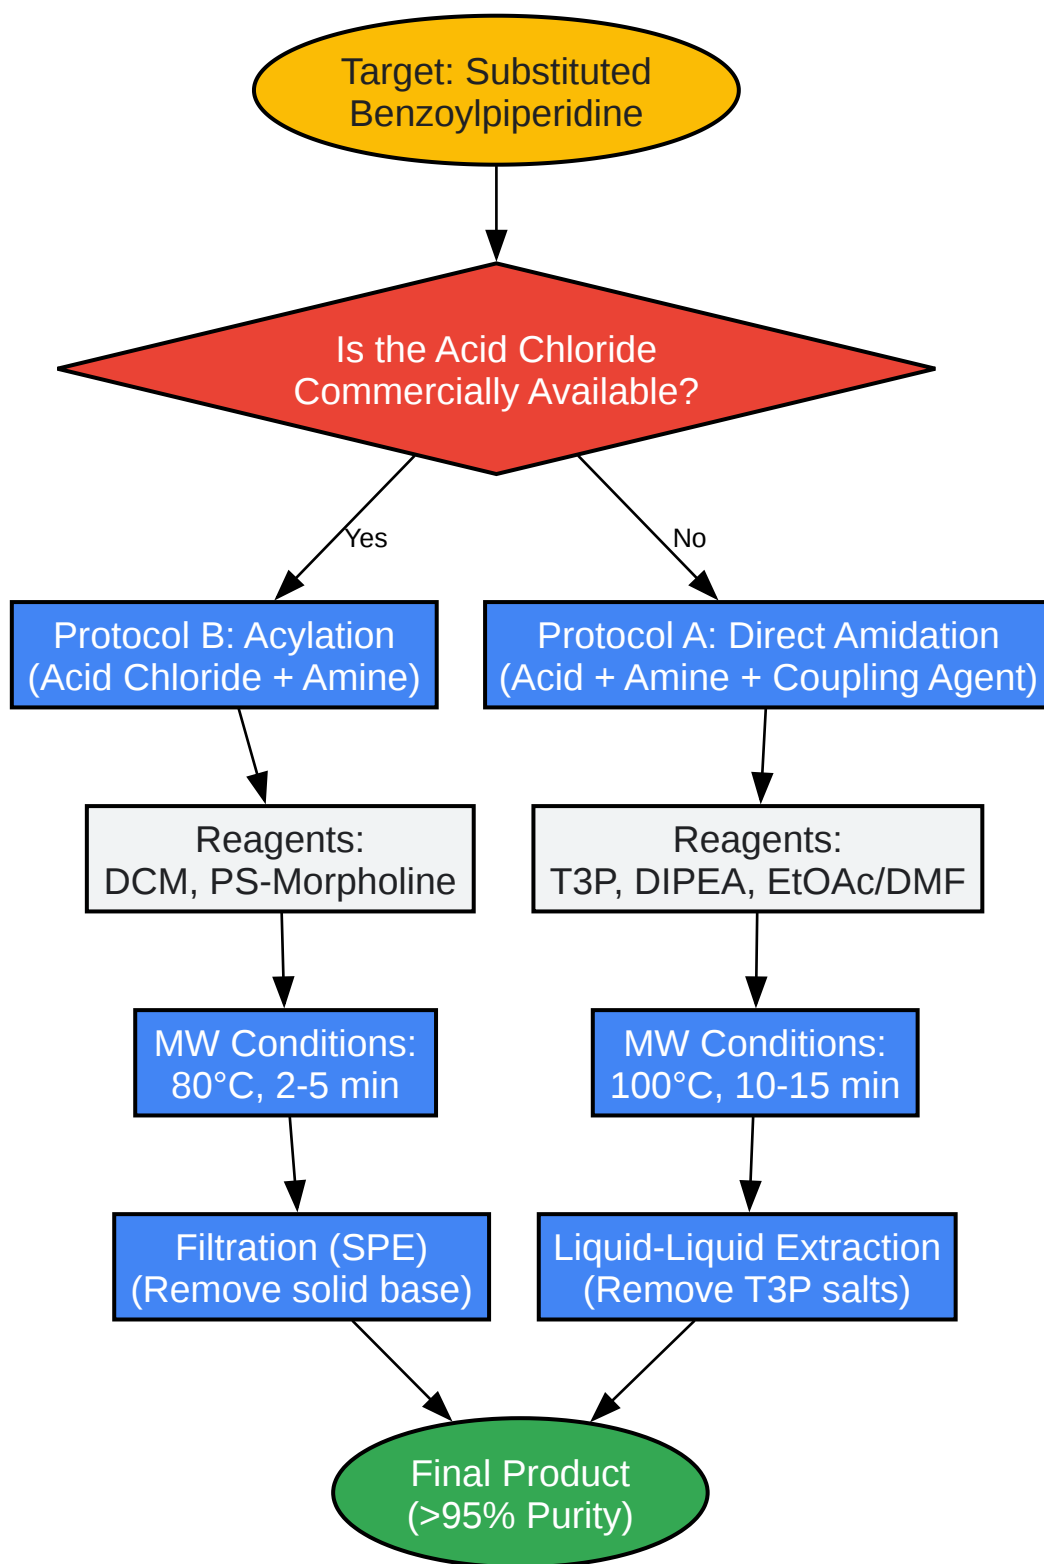 Target: Substituted
Benzoylpiperidine
Is the Acid Chloride
Commercially Available?
Yes
No
Protocol B: Acylation
(Acid Chloride + Amine)
Protocol A: Direct Amidation
(Acid + Amine + Coupling Agent)
Reagents:
DCM, PS-Morpholine
Reagents:
T3P, DIPEA, EtOAc/DMF
MW Conditions:
80°C, 2-5 min
MW Conditions:
100°C, 10-15 min
Filtration (SPE)
(Remove solid base)
Liquid-Liquid Extraction
(Remove T3P salts)
Final Product
(>95% Purity)